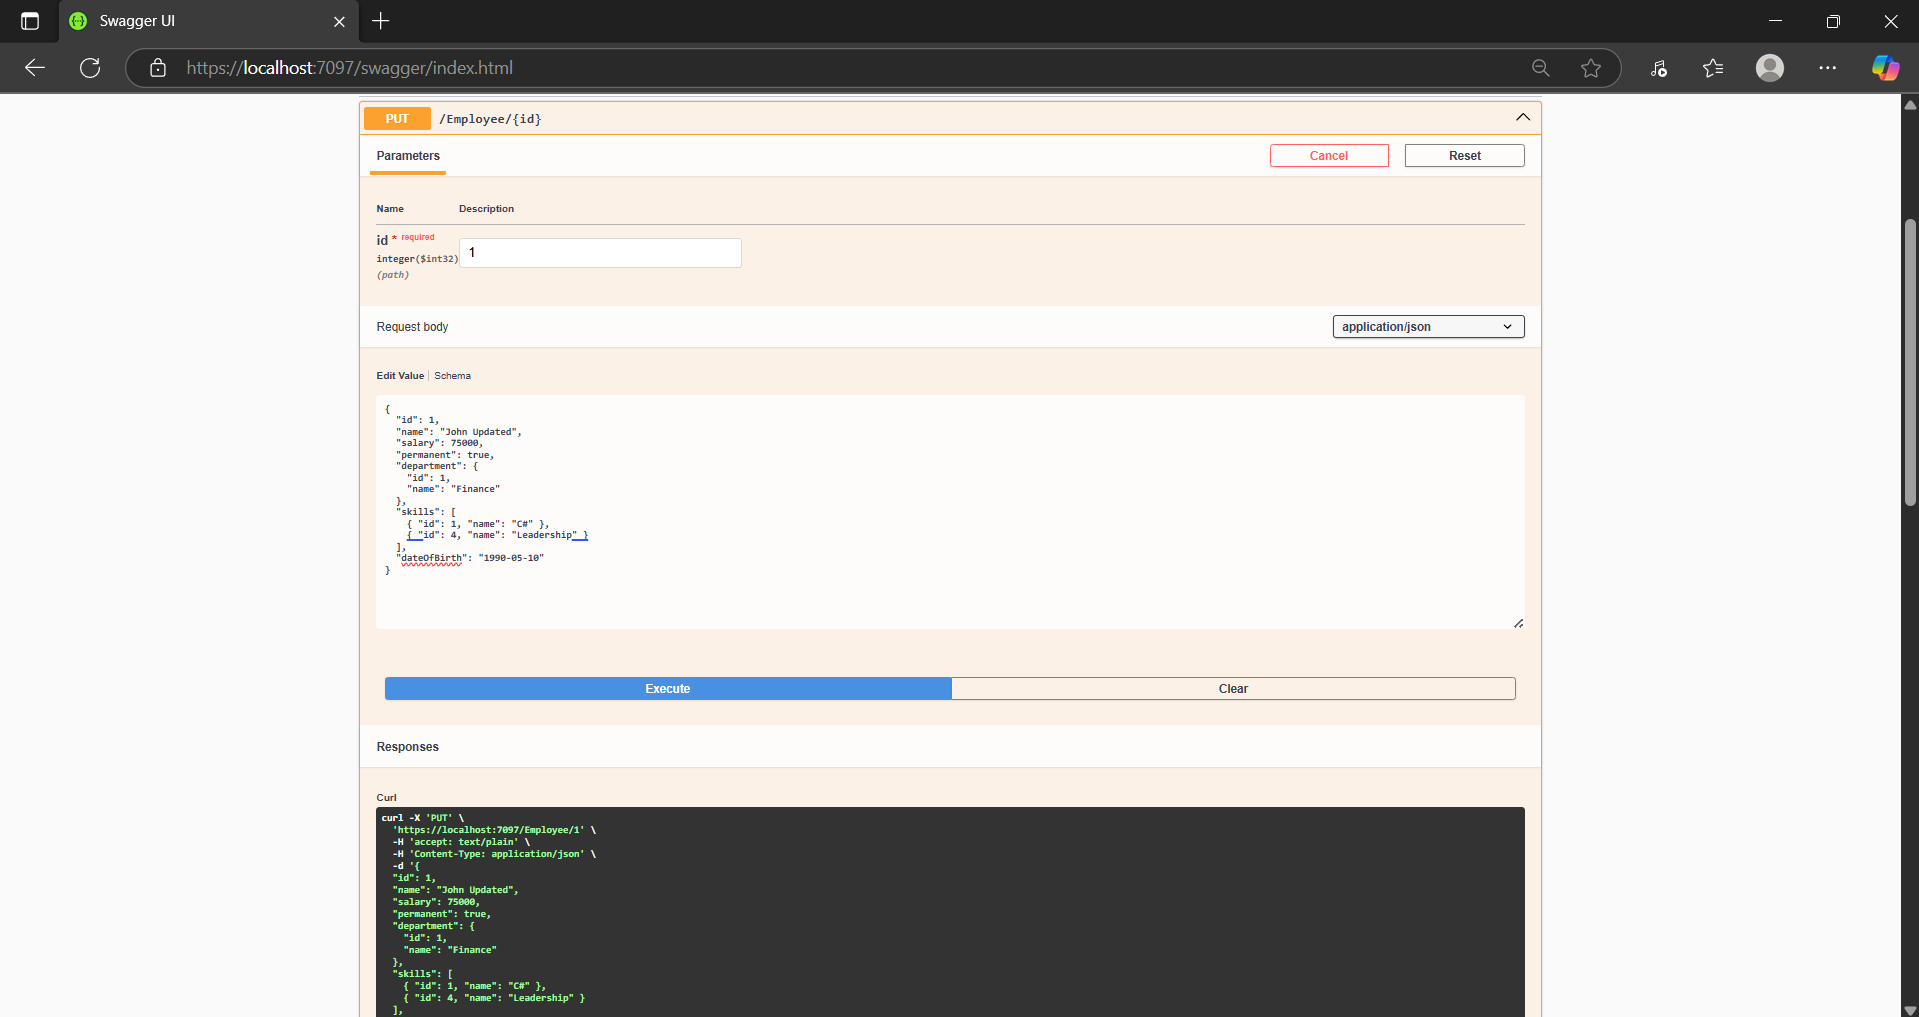 Swagger UI
https://localhost:7097/swagger/index.html
PUT /Employee/{id}
Parameters
Cancel
Reset
Name Description
id * required
integer($int32)
(path)
1
Request body
application/json
Edit Value | Schema
{
  "id": 1,
  "name": "John Updated",
  "salary": 75000,
  "permanent": true,
  "department": {
    "id": 1,
    "name": "Finance"
  },
  "skills": [
    { "id": 1, "name": "C#" },
    { "id": 4, "name": "Leadership" }
  ],
  "dateOfBirth": "1990-05-10"
}
Execute
Clear
Responses
Curl
curl -X 'PUT' \
  'https://localhost:7097/Employee/1' \
  -H 'accept: text/plain' \
  -H 'Content-Type: application/json' \
  -d '{
  "id": 1,
  "name": "John Updated",
  "salary": 75000,
  "permanent": true,
  "department": {
    "id": 1,
    "name": "Finance"
  },
  "skills": [
    { "id": 1, "name": "C#" },
    { "id": 4, "name": "Leadership" }
  ],